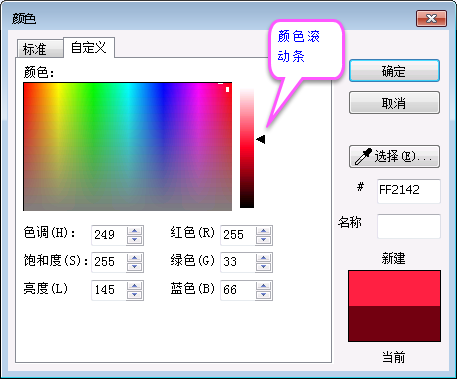 颜色
标准
自定义
颜色滚
动条
颜色：
确定
取消
选择(E)...
# FF2142
名称
色调(H): 249
红色(R) 255
饱和度(S): 255
绿色(G) 33
亮度(L) 145
蓝色(B) 66
新建
当前